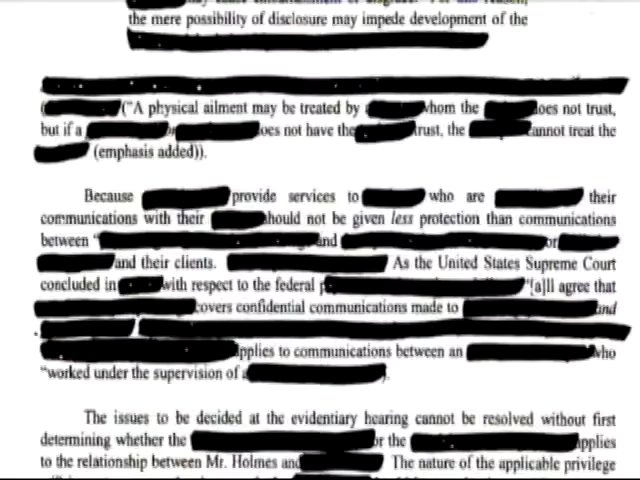 the mere possibility of disclosure may impede development of the
("A physical ailment may be treated by whom the does not trust,
but if a does not have the trust, the cannot treat the
(emphasis added)).
Because provide services to who are their
communications with their should not be given less protection than communications
between " and or
and their clients. As the United States Supreme Court
concluded in with respect to the federal "[a]ll agree that
covers confidential communications made to and
applies to communications between an who
"worked under the supervision of
The issues to be decided at the evidentiary hearing cannot be resolved without first
determining whether the or the applies
to the relationship between Mr. Holmes and The nature of the applicable privilege